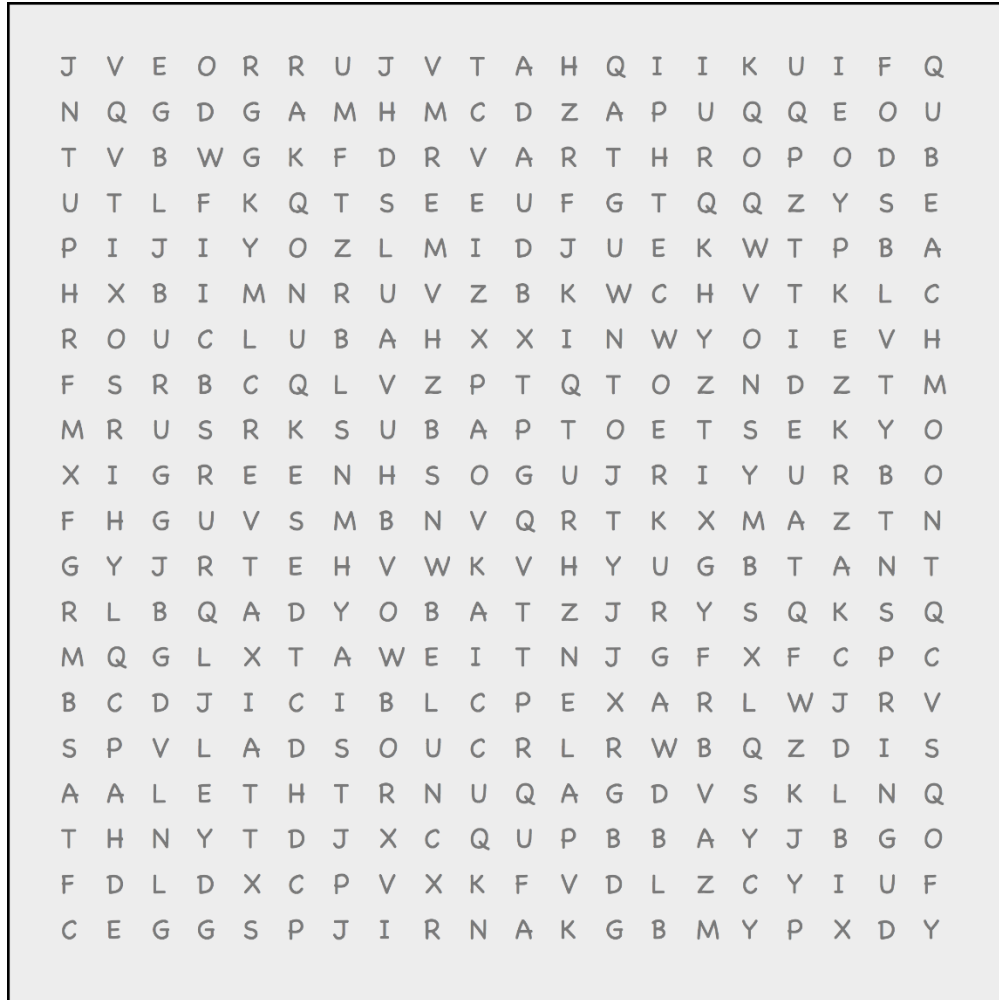 J V E O R R U J V T A H Q I I K U I F Q
N Q G D G A M H M C D Z A P U Q Q E O U
T V B W G K F D R V A R T H R O P O D B
U T L F K Q T S E E U F G T Q Q Z Y S E
P I J I Y O Z L M I D J U E K W T P B A
H X B I M N R U V Z B K W C H V T K L C
R O U C L U B A H X X I N W Y O I E V H
F S R B C Q L V Z P T Q T O Z N D Z T M
M R U S R K S U B A P T O E T S E K Y O
X I G R E E N H S O G U J R I Y U R B O
F H G U V S M B N V Q R T K X M A Z T N
G Y J R T E H V W K V H Y U G B T A N T
R L B Q A D Y O B A T Z J R Y S Q K S Q
M Q G L X T A W E I T N J G F X F C P C
B C D J I C I B L C P E X A R L W J R V
S P V L A D S O U C R L R W B Q Z D I S
A A L E T H T R N U Q A G D V S K L N Q
T H N Y T D J X C Q U P B B A Y J B G O
F D L D X C P V X K F V D L Z C Y I U F
C E G G S P J I R N A K G B M Y P X D Y